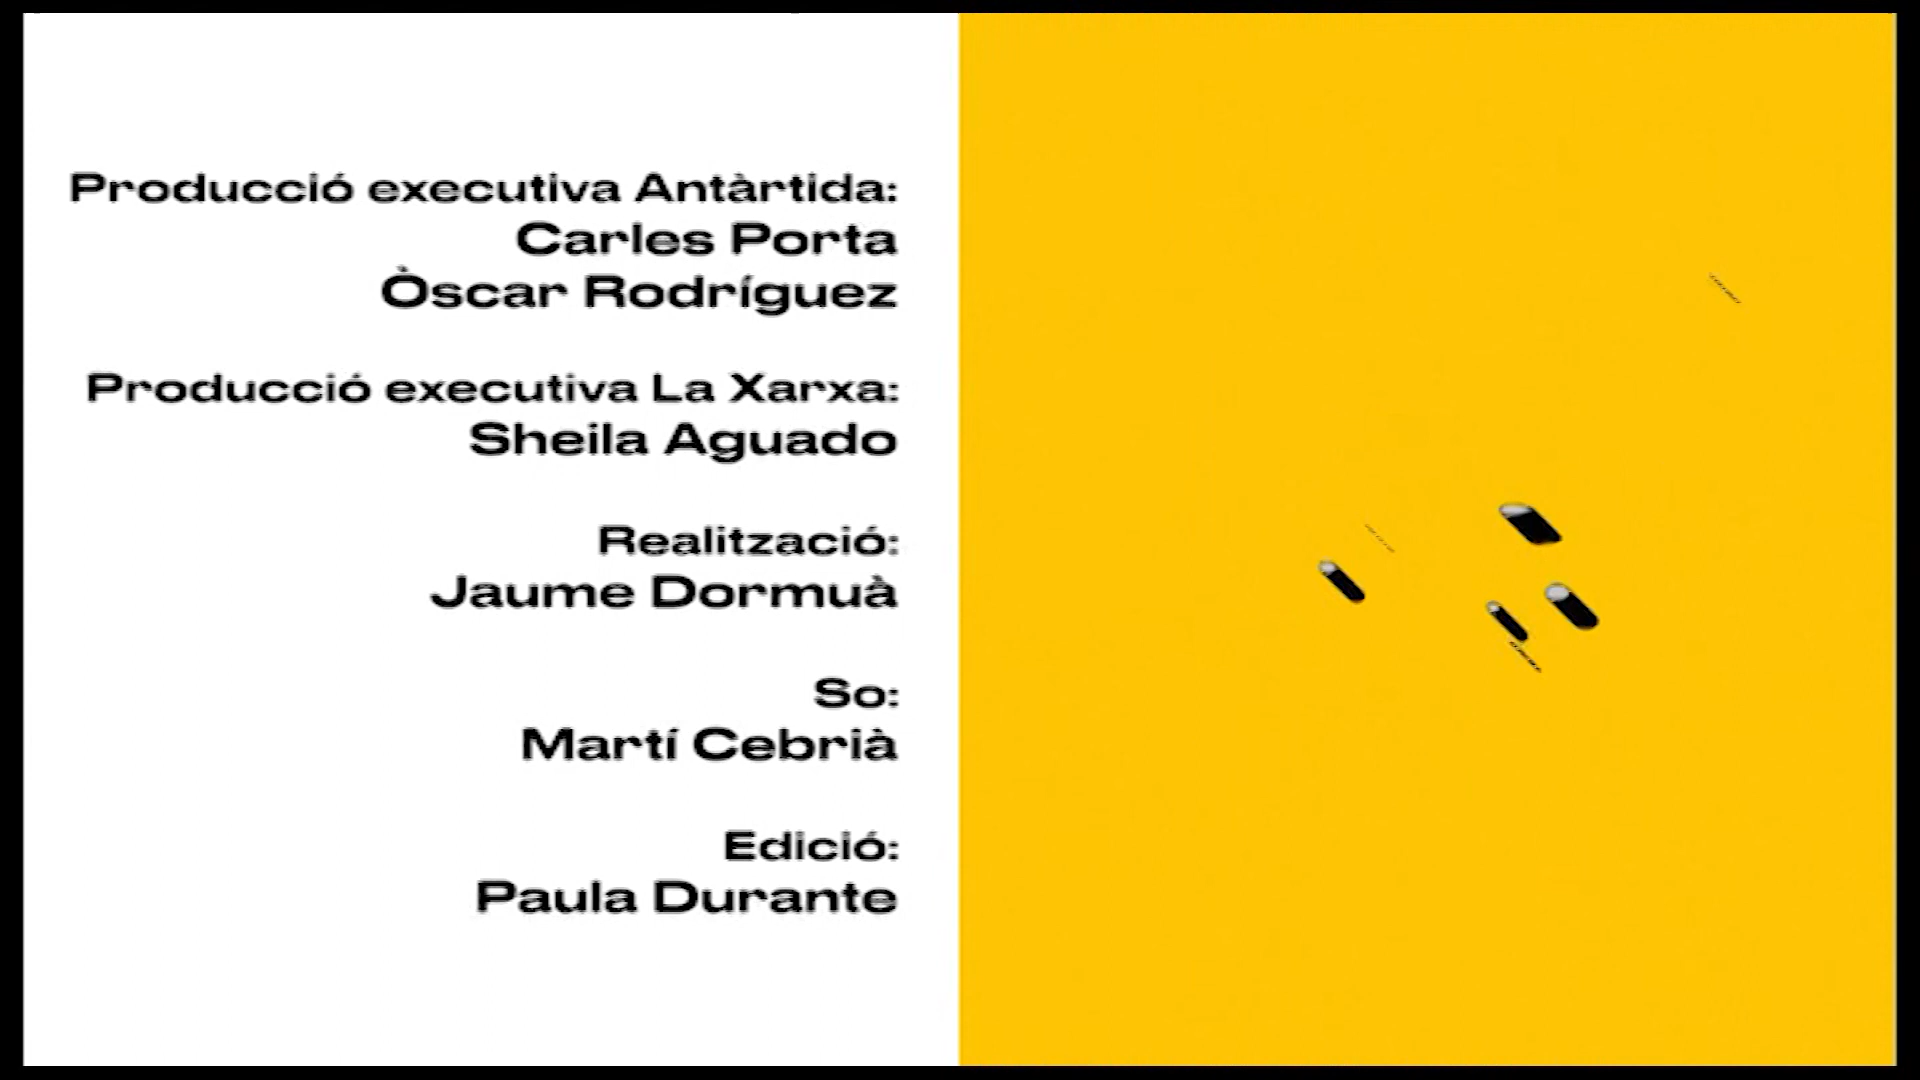 Producció executiva Antàrtida:
Carles Porta
Òscar Rodríguez
Producció executiva La Xarxa:
Sheila Aguado
Realització:
Jaume Dormuà
So:
Martí Cebrià
Edició:
Paula Durante